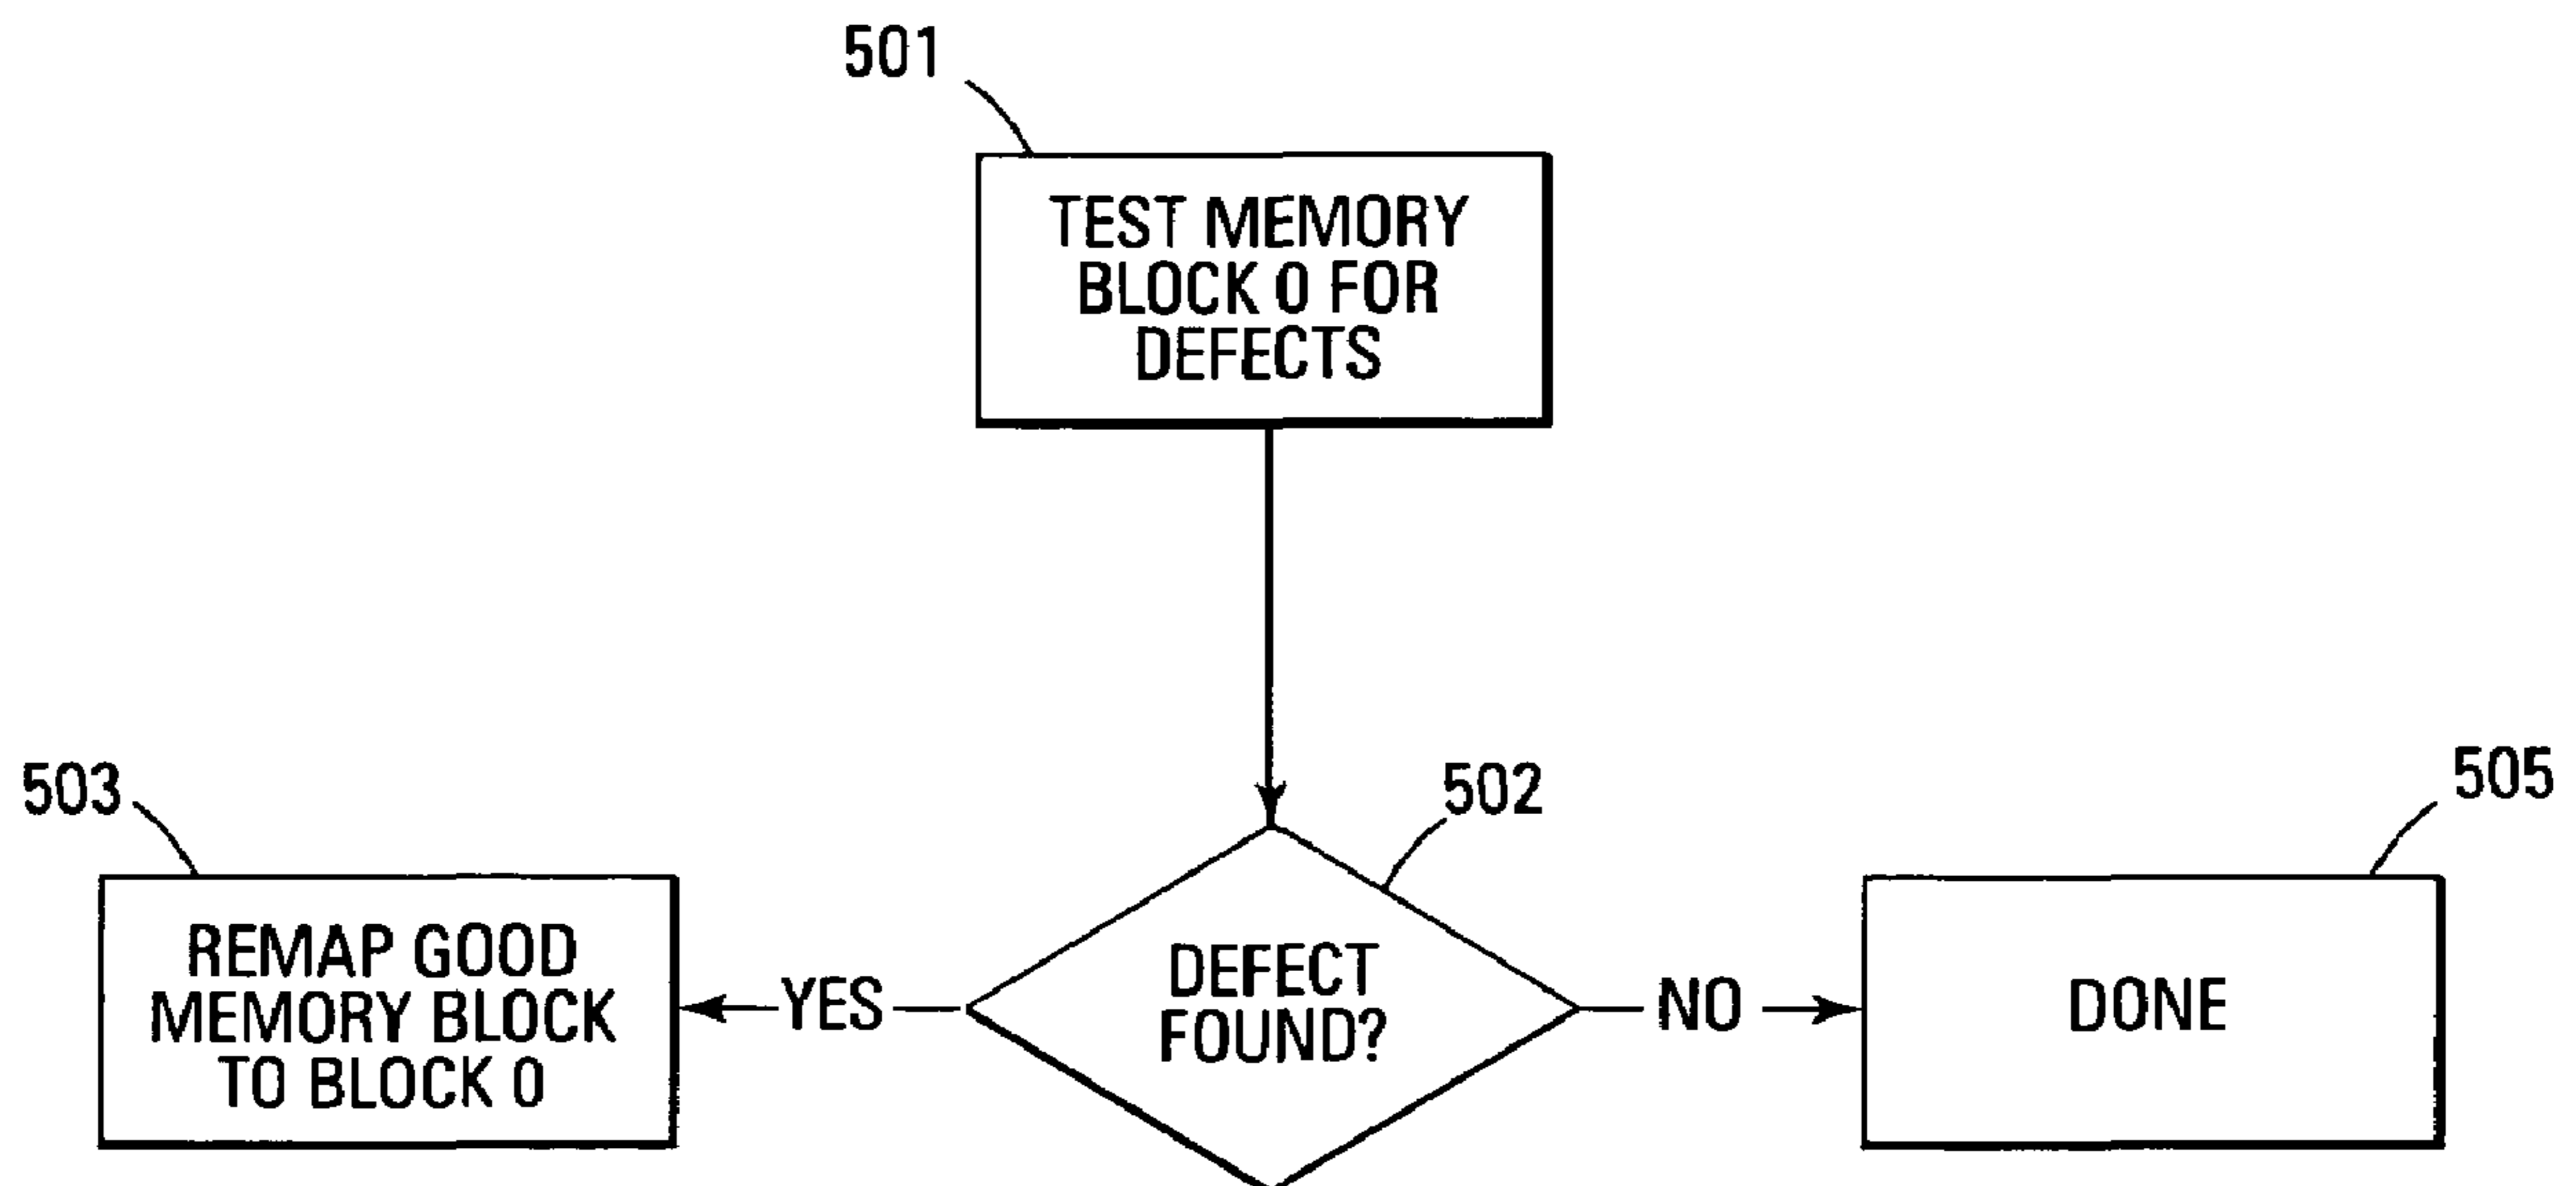 501
TEST MEMORY
BLOCK 0 FOR
DEFECTS
503
502
505
REMAP GOOD
MEMORY BLOCK
TO BLOCK 0
YES
DEFECT
FOUND?
NO
DONE